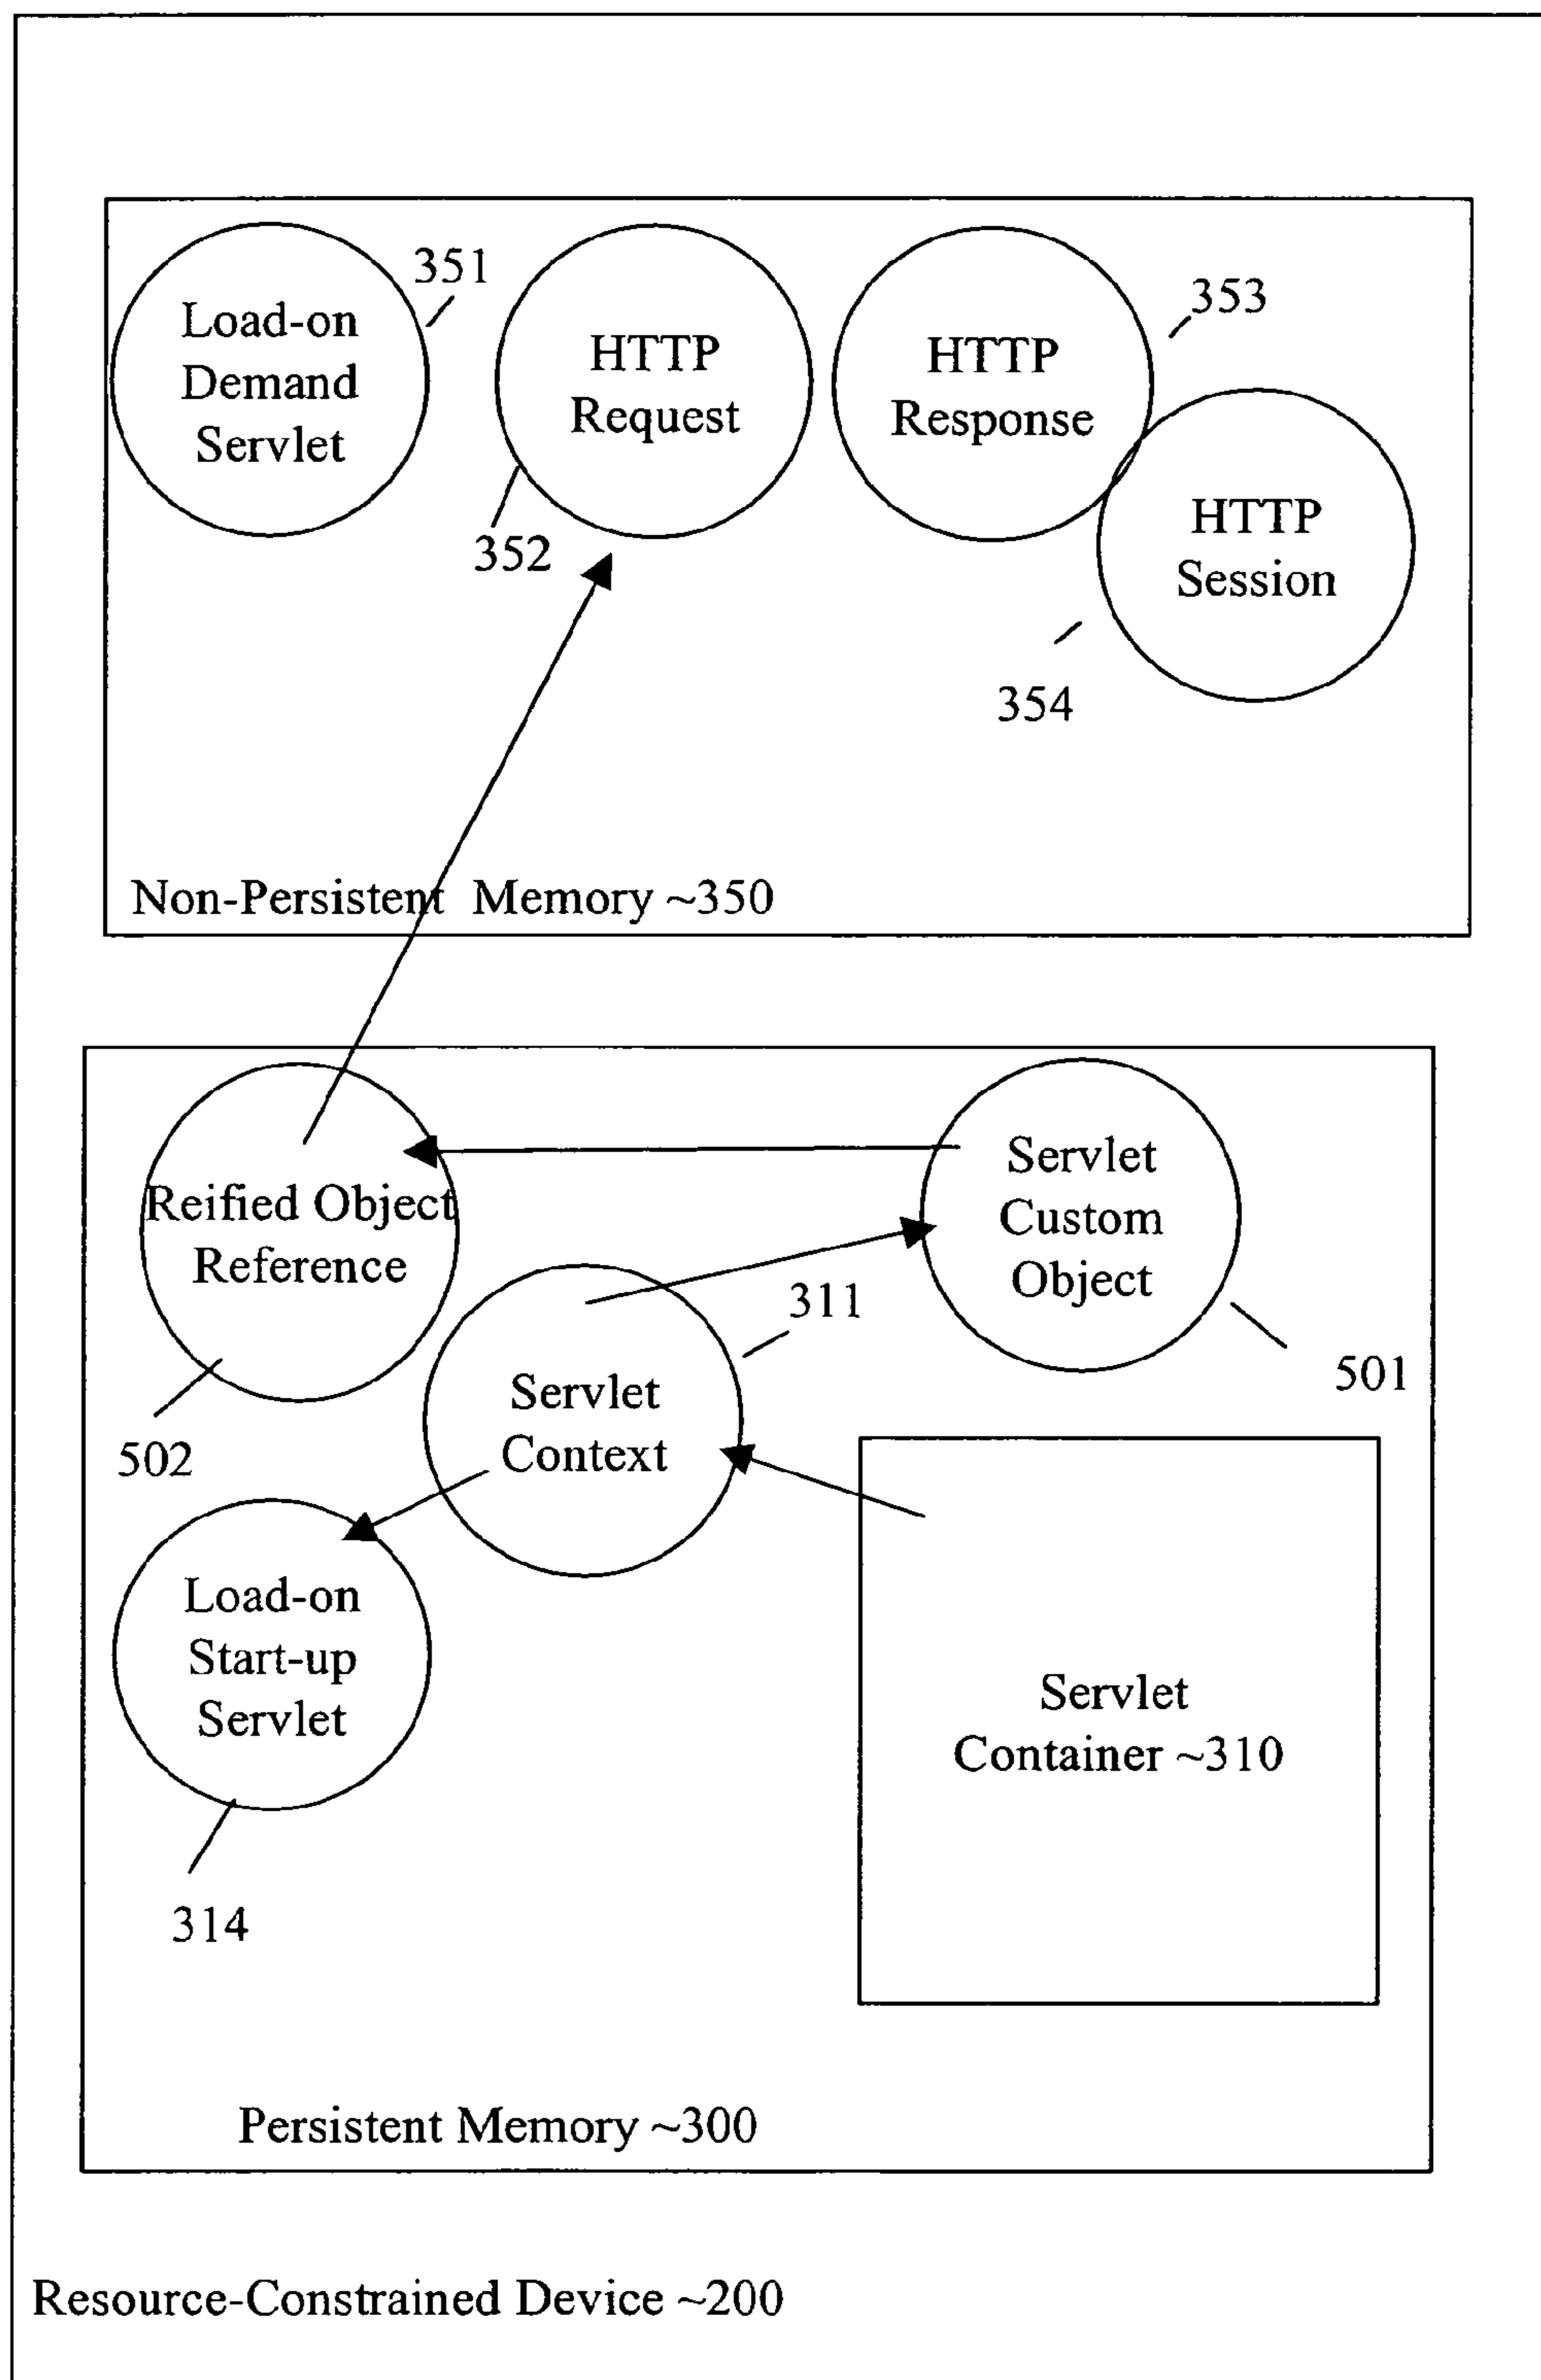 351
353
Load-on
Demand
Servlet
HTTP
Request
HTTP
Response
HTTP
Session
352
354
Non-Persistent Memory ~350
Reified Object
Reference
Servlet
Custom
Object
311
501
Servlet
Context
502
Load-on
Start-up
Servlet
Servlet
Container ~310
314
Persistent Memory ~300
Resource-Constrained Device ~200